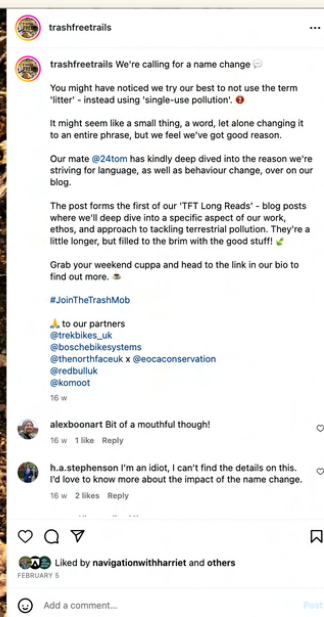 trashfreetrails
trashfreetrails We're calling for a name change 💬
You might have noticed we try our best to not use the term
'litter' - instead using 'single-use pollution'.
It might seem like a small thing, a word, let alone changing it
to an entire phrase, but we feel we've got good reason.
Our mate @24tom has kindly deep dived into the reason we're
striving for language, as well as behaviour change, over on our
blog.
The post forms the first of our 'TFT Long Reads' - blog posts
where we'll deep dive into a specific aspect of our work,
ethos, and approach to tackling terrestrial pollution. They're a
little longer, but filled to the brim with the good stuff! 🌿
Grab your weekend cuppa and head to the link in our bio to
find out more. ☕
#JoinTheTrashMob
🙏 to our partners
@trekbikes_uk
@boschebikesystems
@thenorthfaceuk x @eocaconservation
@redbulluk
@komoot
16 w
alexboonart Bit of a mouthful though!
16 w 1 like Reply
h.a.stephenson I'm an idiot, I can't find the details on this.
I'd love to know more about the impact of the name change.
16 w 2 likes Reply
Liked by navigationwithharriet and others
FEBRUARY 5
Add a comment...
Post